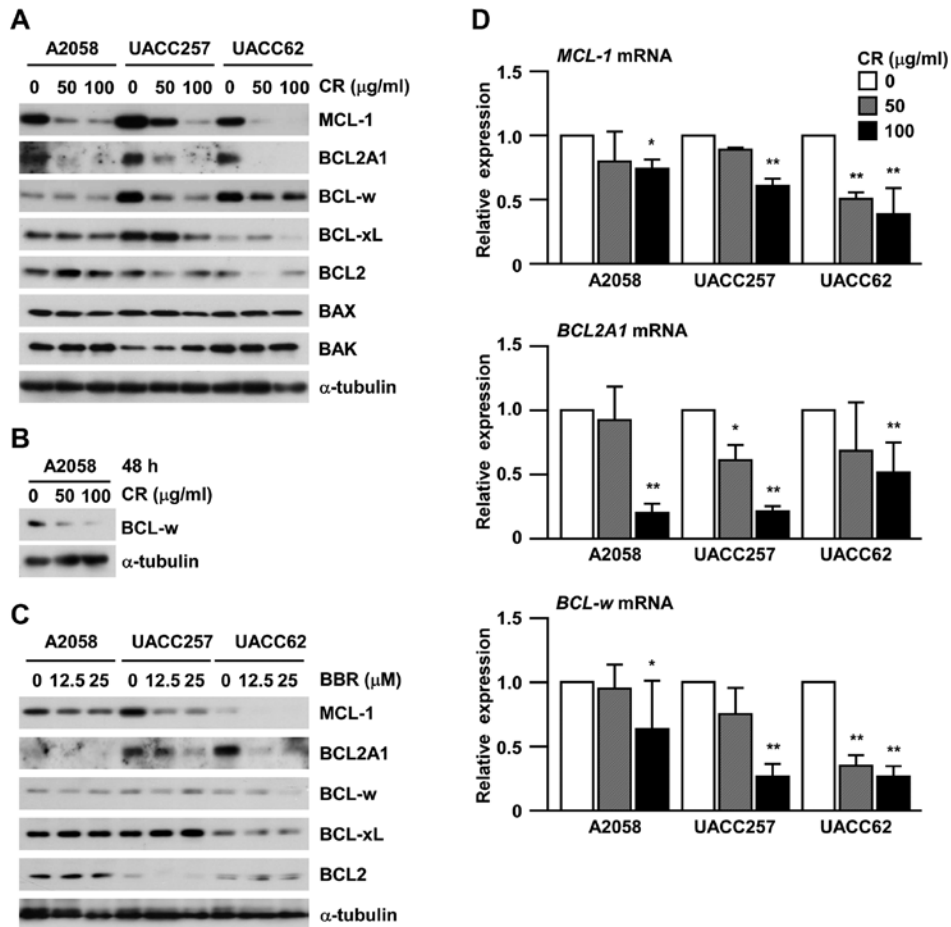 A
A2058 UACC257 UACC62
0 50 100 0 50 100 0 50 100 CR (μg/ml)
MCL-1
BCL2A1
BCL-w
BCL-xL
BCL2
BAX
BAK
α-tubulin
B
A2058 48 h
0 50 100 CR (μg/ml)
BCL-w
α-tubulin
C
A2058 UACC257 UACC62
0 12.5 25 0 12.5 25 0 12.5 25 BBR (μM)
MCL-1
BCL2A1
BCL-w
BCL-xL
BCL2
α-tubulin
D
MCL-1 mRNA
CR (μg/ml)
0
50
100
Relative expression
1.5
1.0
0.5
0
* ** ** **
A2058 UACC257 UACC62
BCL2A1 mRNA
Relative expression
1.5
1.0
0.5
0
** * ** **
A2058 UACC257 UACC62
BCL-w mRNA
Relative expression
1.5
1.0
0.5
0
* ** ** **
A2058 UACC257 UACC62